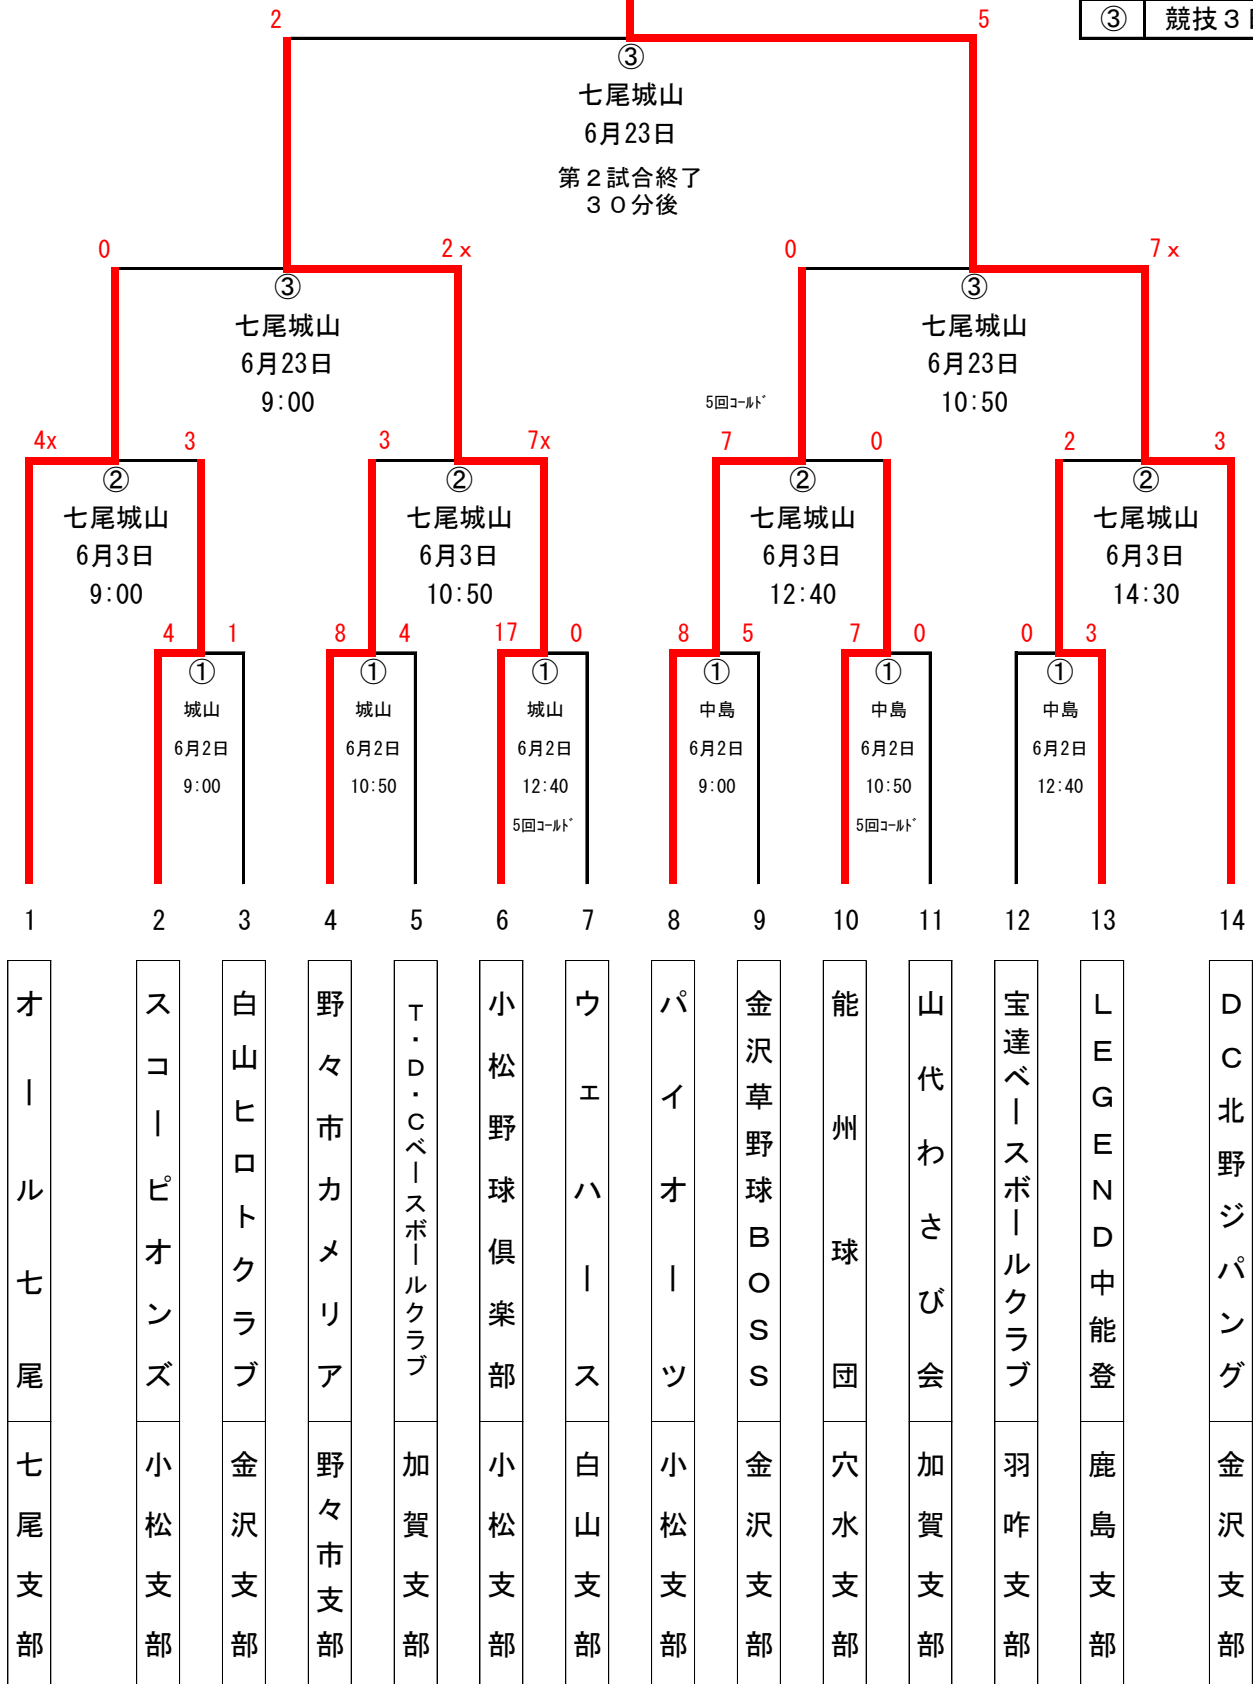 2
5
③ 競技3
③
七尾城山
6月23日
第2試合終了
30分後
0
2×
0
7×
③
七尾城山
6月23日
9:00
③
七尾城山
6月23日
10:50
5回ｺｰﾙﾄﾞ
4x
3
3
7x
7
0
2
3
②
七尾城山
6月3日
9:00
②
七尾城山
6月3日
10:50
②
七尾城山
6月3日
12:40
②
七尾城山
6月3日
14:30
4
1
8
4
17
0
8
5
7
0
0
3
①
城山
6月2日
9:00
①
城山
6月2日
10:50
①
城山
6月2日
12:40
5回ｺｰﾙﾄﾞ
①
中島
6月2日
9:00
①
中島
6月2日
10:50
5回ｺｰﾙﾄﾞ
①
中島
6月2日
12:40
1
2
3
4
5
6
7
8
9
10
11
12
13
14
オール七尾
スコーピオンズ
白山ヒロトクラブ
野々市カメリア
T・D・Cベースボールクラブ
小松野球倶楽部
ウェハース
パイオーツ
金沢草野球BOSS
能州球団
山代わさび会
宝達ベースボールクラブ
LEGEND中能登
DC北野ジパング
七尾支部
小松支部
金沢支部
野々市支部
加賀支部
小松支部
白山支部
小松支部
金沢支部
穴水支部
加賀支部
羽咋支部
鹿島支部
金沢支部